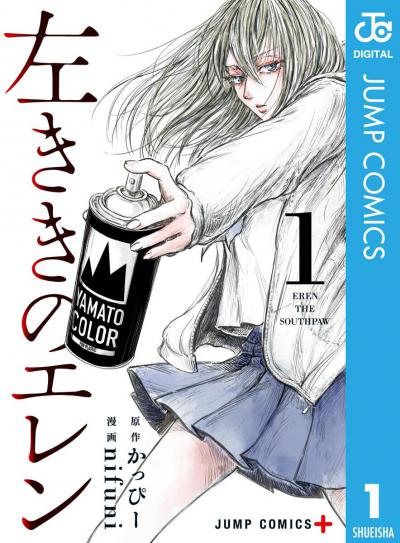 左ききのエレン
1
EREN
THE
SOUTHPAW
YAMATO
COLOR
原作 かっぴー
漫画 nifuni
JUMP COMICS+
DIGITAL
JUMP COMICS
1
SHUEISHA